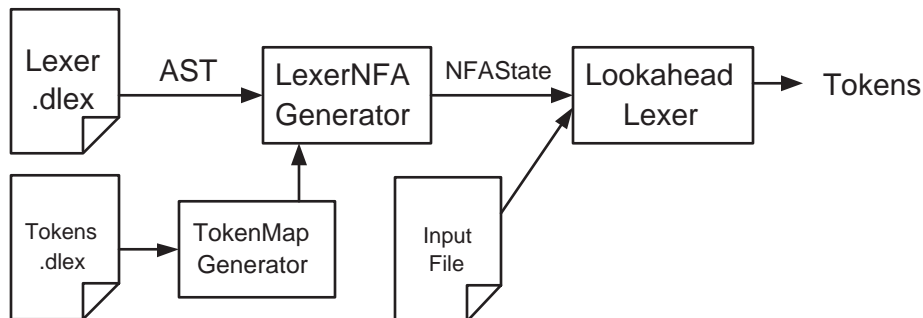 Lexer
.dlex
AST
LexerNFA
Generator
NFAState
Lookahead
Lexer
Tokens
Tokens
.dlex
TokenMap
Generator
Input
File